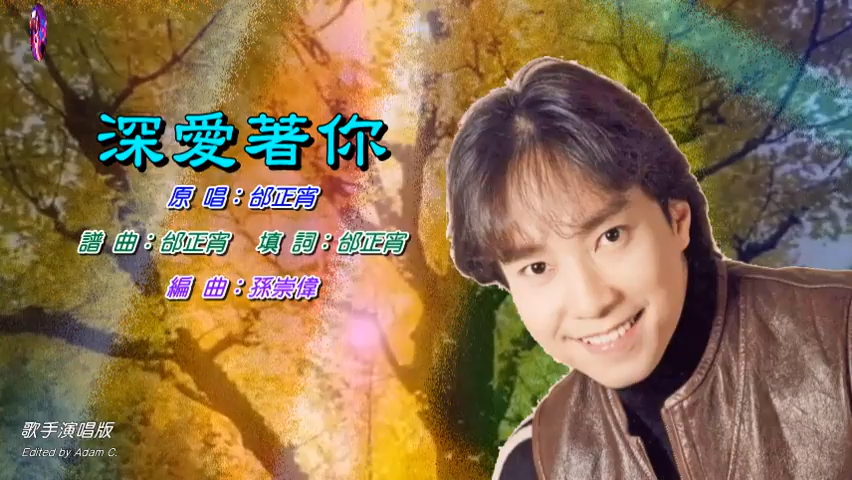 深愛著你
原 唱：邰正宵
譜 曲：邰正宵 填 詞：邰正宵
編 曲：孫崇偉
歌手演唱版
Edited by Adam C.